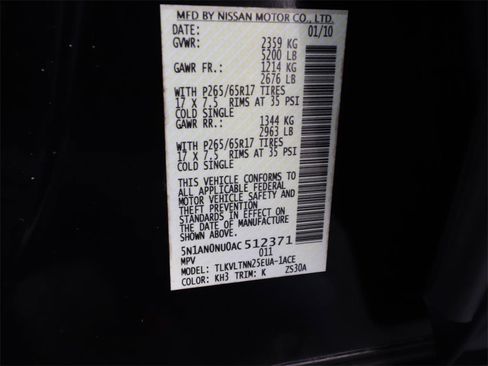 MFD BY NISSAN MOTOR CO., LTD.
DATE: 01/10
GVWR: 2359 KG
5200 LB
GAWR FR.: 1214 KG
2676 LB
WITH P265/65R17 TIRES
17 X 7.5 RIMS AT 35 PSI
COLD SINGLE
GAWR RR.: 1344 KG
2963 LB
WITH P265/65R17 TIRES
17 X 7.5 RIMS AT 35 PSI
COLD SINGLE
THIS VEHICLE CONFORMS TO
ALL APPLICABLE FEDERAL
MOTOR VEHICLE SAFETY AND
THEFT PREVENTION
STANDARDS IN EFFECT ON
THE DATE OF MANUFACTURE
SHOWN ABOVE.
5N1AN0NU0AC 512371
MPV 011
MODEL: TLKVLTNN25EUA-1ACE
COLOR: KH3 TRIM: K ZS30A